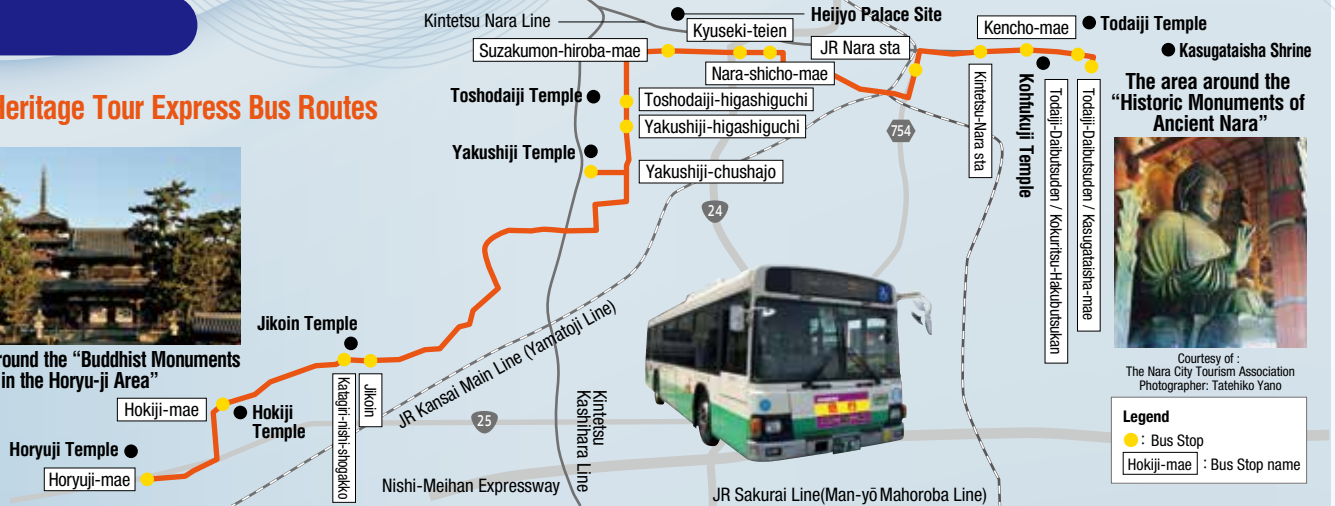 Heritage Tour Express Bus Routes
around the “Buddhist Monuments
in the Horyu-ji Area”
Kintetsu Nara Line
Heijyo Palace Site
Suzakumon-hiroba-mae
Kyuseki-teien
Nara-shicho-mae
JR Nara sta
Kencho-mae
Todaiji Temple
Kasugataisha Shrine
Kintetsu-Nara sta
Kohfukuji Temple
Todaiji-Daibutsuden / Kokuritsu-Hakubutsukan
Todaiji-Daibutsuden / Kasugataisha-mae
The area around the
“Historic Monuments of
Ancient Nara”
Toshodaiji Temple
Toshodaiji-higashiguchi
Yakushiji-higashiguchi
Yakushiji Temple
Yakushiji-chushajo
754
24
Jikoin Temple
Katagiri-nishi-shogakko
Jikoin
Hokiji-mae
Hokiji
Temple
Horyuji Temple
Horyuji-mae
JR Kansai Main Line (Yamatoji Line)
25
Kintetsu
Kashihara Line
Nishi-Meihan Expressway
JR Sakurai Line(Man-yō Mahoroba Line)
Courtesy of :
The Nara City Tourism Association
Photographer: Tatehiko Yano
Legend
: Bus Stop
Hokiji-mae : Bus Stop name